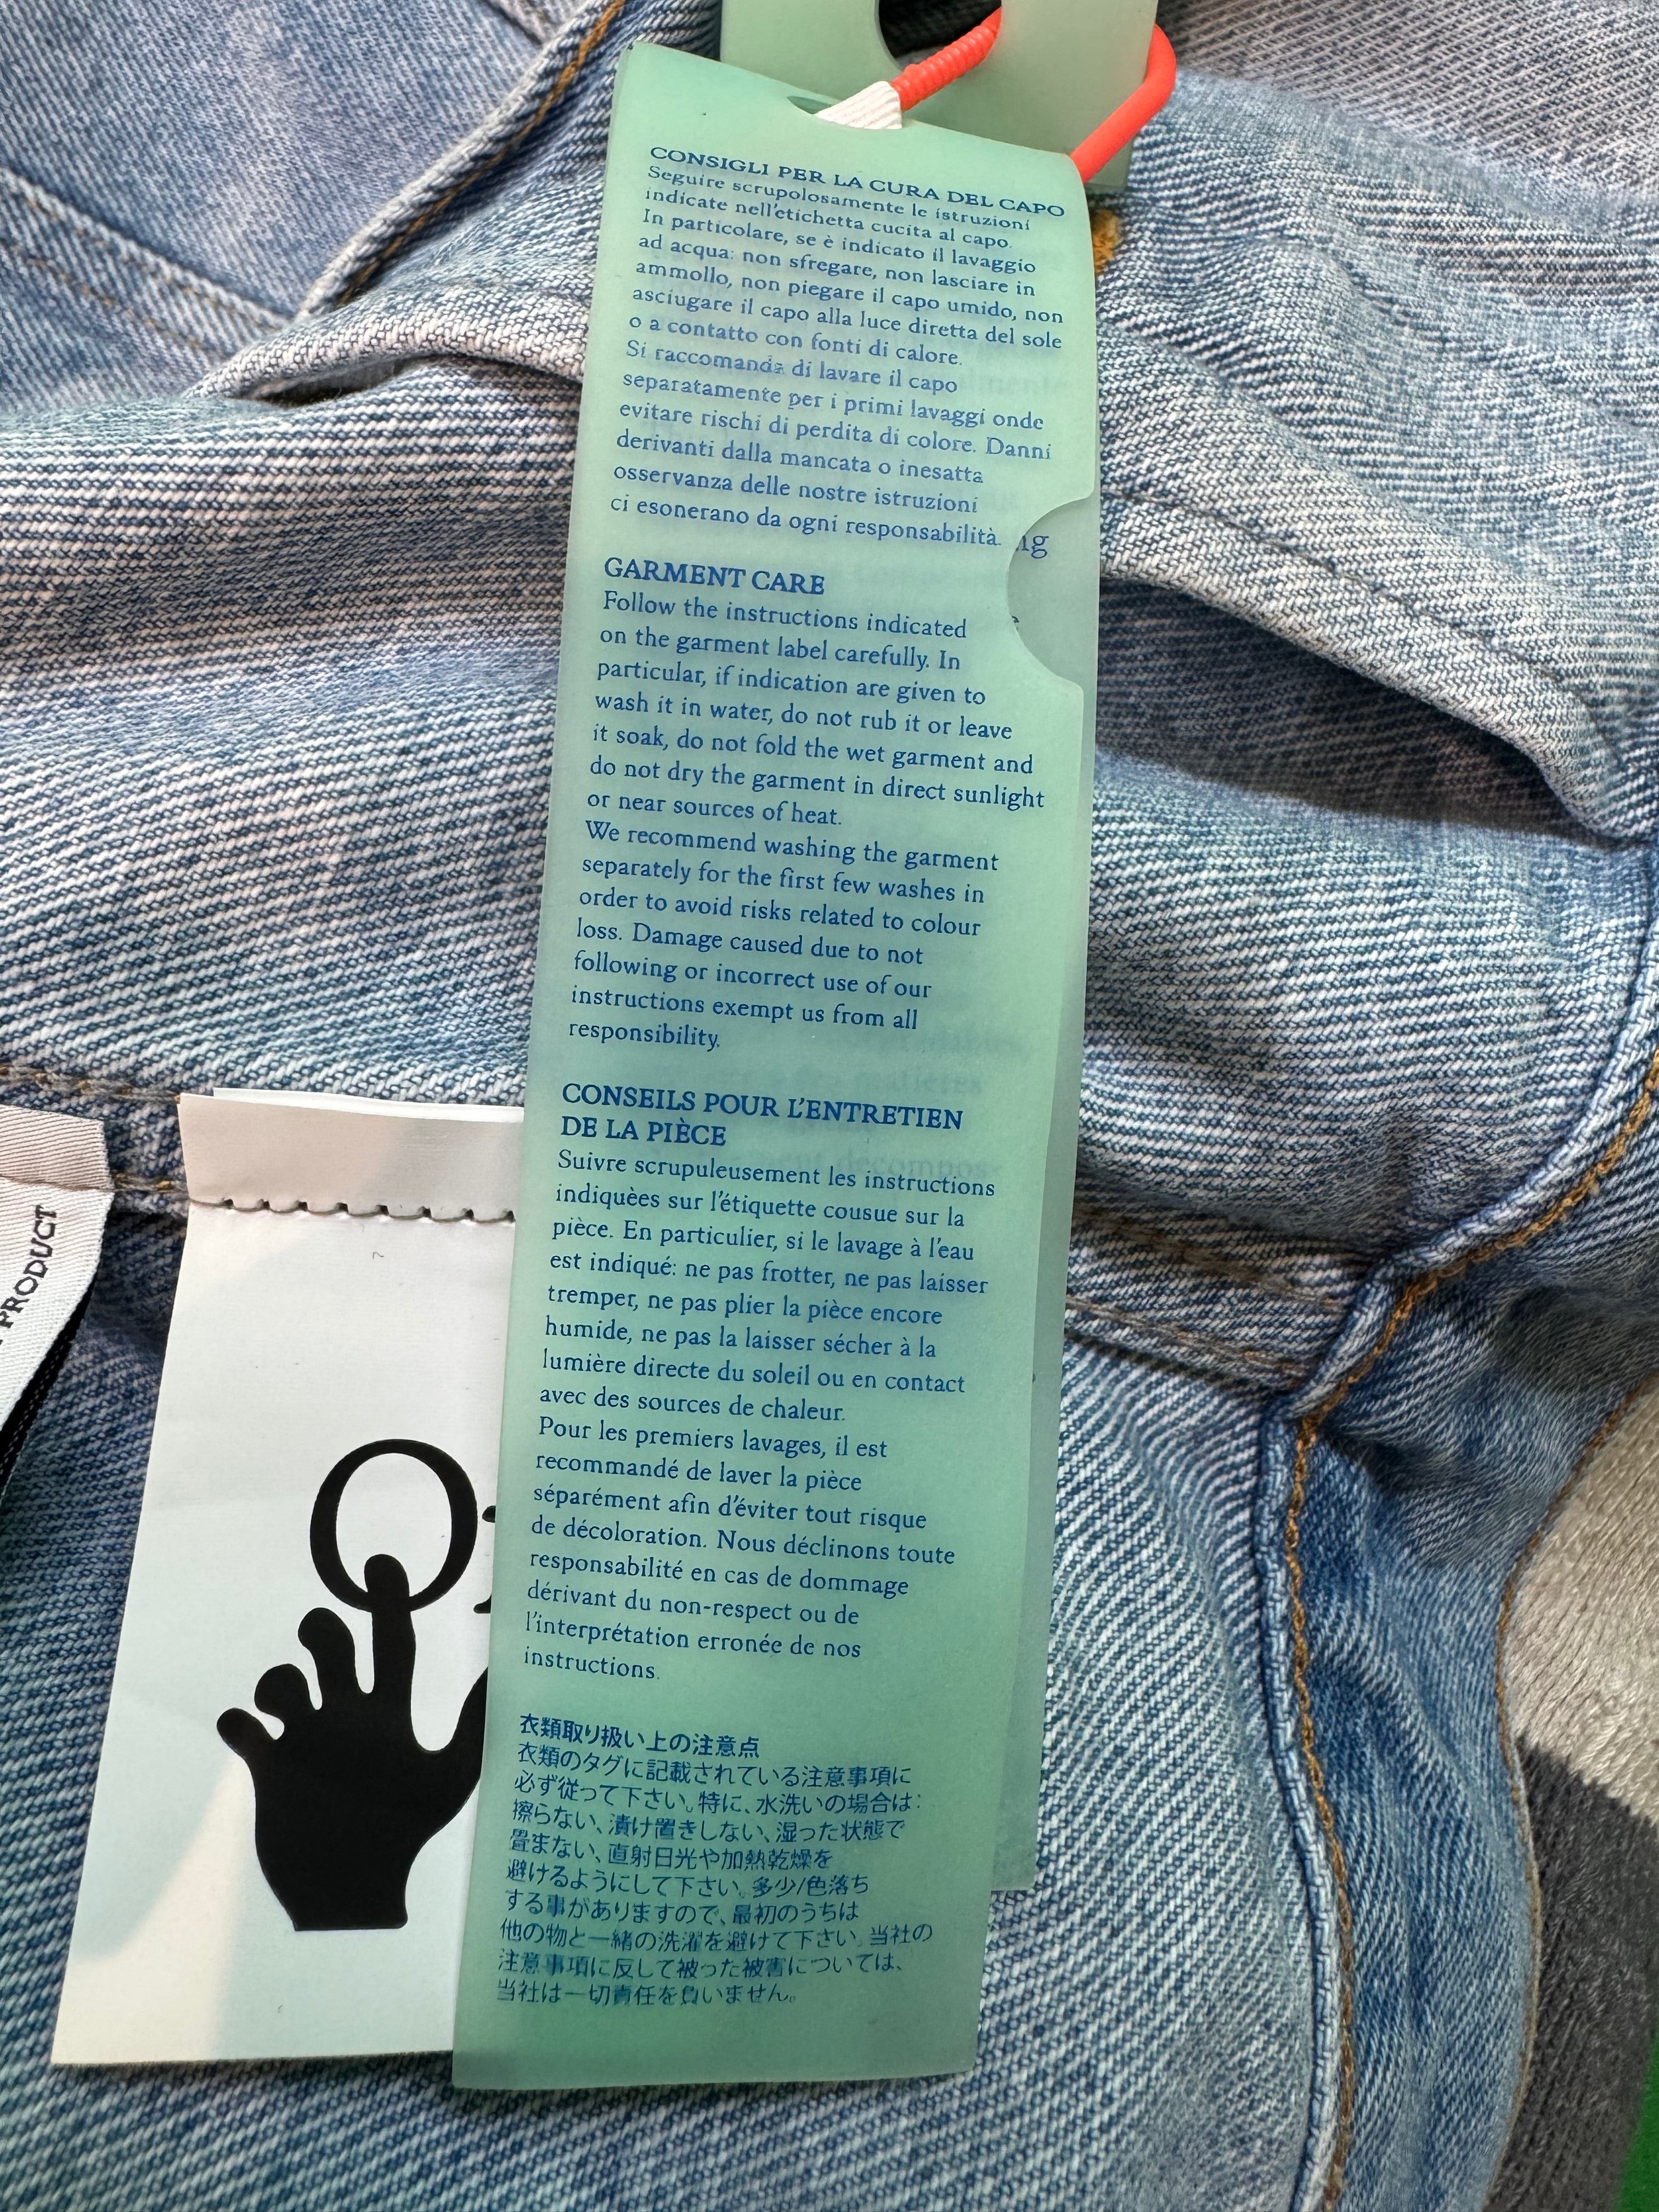 CONSIGLI PER LA CURA DEL CAPO
Seguire scrupolosamente le istruzioni
indicate nell'etichetta cucita al capo.
In particolare, se è indicato il lavaggio
ad acqua: non sfregare, non lasciare in
ammollo, non piegare il capo umido, non
asciugare il capo alla luce diretta del sole
o a contatto con fonti di calore.
Si raccomanda di lavare il capo
separatamente per i primi lavaggi onde
evitare rischi di perdita di colore. Danni
derivanti dalla mancata o inesatta
osservanza delle nostre istruzioni
ci esonerano da ogni responsabilità.
GARMENT CARE
Follow the instructions indicated
on the garment label carefully. In
particular, if indication are given to
wash it in water, do not rub it or leave
it soak, do not fold the wet garment and
do not dry the garment in direct sunlight
or near sources of heat.
We recommend washing the garment
separately for the first few washes in
order to avoid risks related to colour
loss. Damage caused due to not
following or incorrect use of our
instructions exempt us from all
responsibility.
CONSEILS POUR L'ENTRETIEN
DE LA PIÈCE
Suivre scrupuleusement les instructions
indiquèes sur l'étiquette cousue sur la
pièce. En particulier, si le lavage à l'eau
est indiqué: ne pas frotter, ne pas laisser
tremper, ne pas plier la pièce encore
humide, ne pas la laisser sécher à la
lumière directe du soleil ou en contact
avec des sources de chaleur.
Pour les premiers lavages, il est
recommandé de laver la pièce
séparément afin d'éviter tout risque
de décoloration. Nous déclinons toute
responsabilité en cas de dommage
dérivant du non-respect ou de
l'interprétation erronée de nos
instructions.
衣類取り扱い上の注意点
衣類のタグに記載されている注意事項に
必ず従って下さい。特に、水洗いの場合は:
擦らない、漬け置きしない、湿った状態で
畳まない、直射日光や加熱乾燥を
避けるようにして下さい。多少/色落ち
する事がありますので、最初のうちは
他の物と一緒の洗濯を避けて下さい。当社の
注意事項に反して被った被害については、
当社は一切責任を負いません。
PRODUCT
O